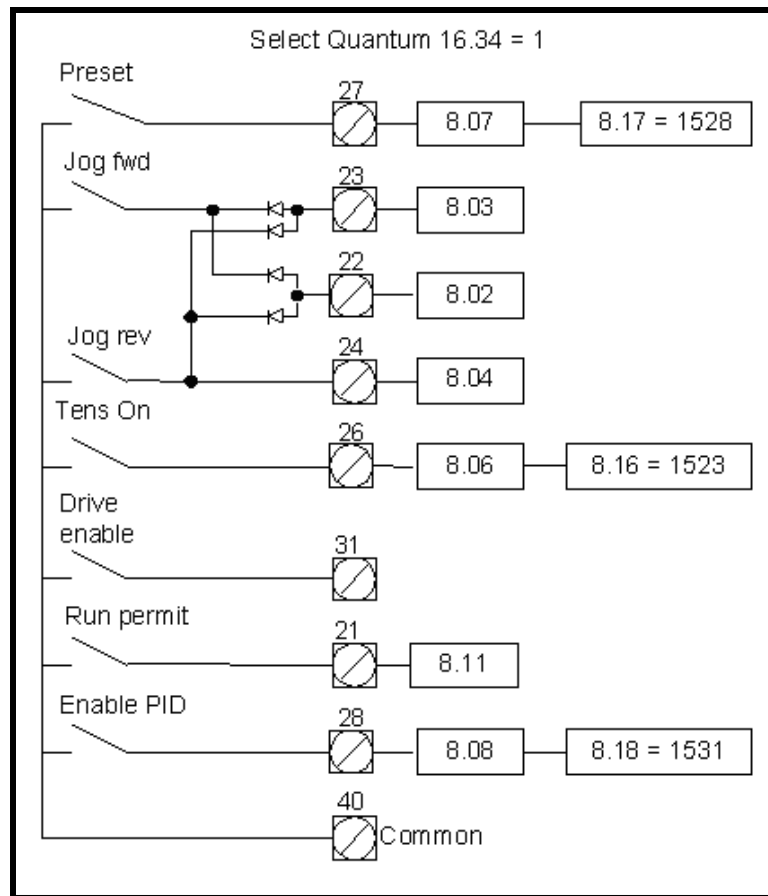 Select Quantum 16.34 = 1
Preset
27
8.07
8.17 = 1528
Jog fwd
23
8.03
22
8.02
Jog rev
24
8.04
Tens On
26
8.06
8.16 = 1523
Drive
enable
31
Run permit
21
8.11
Enable PID
28
8.08
8.18 = 1531
40
Common